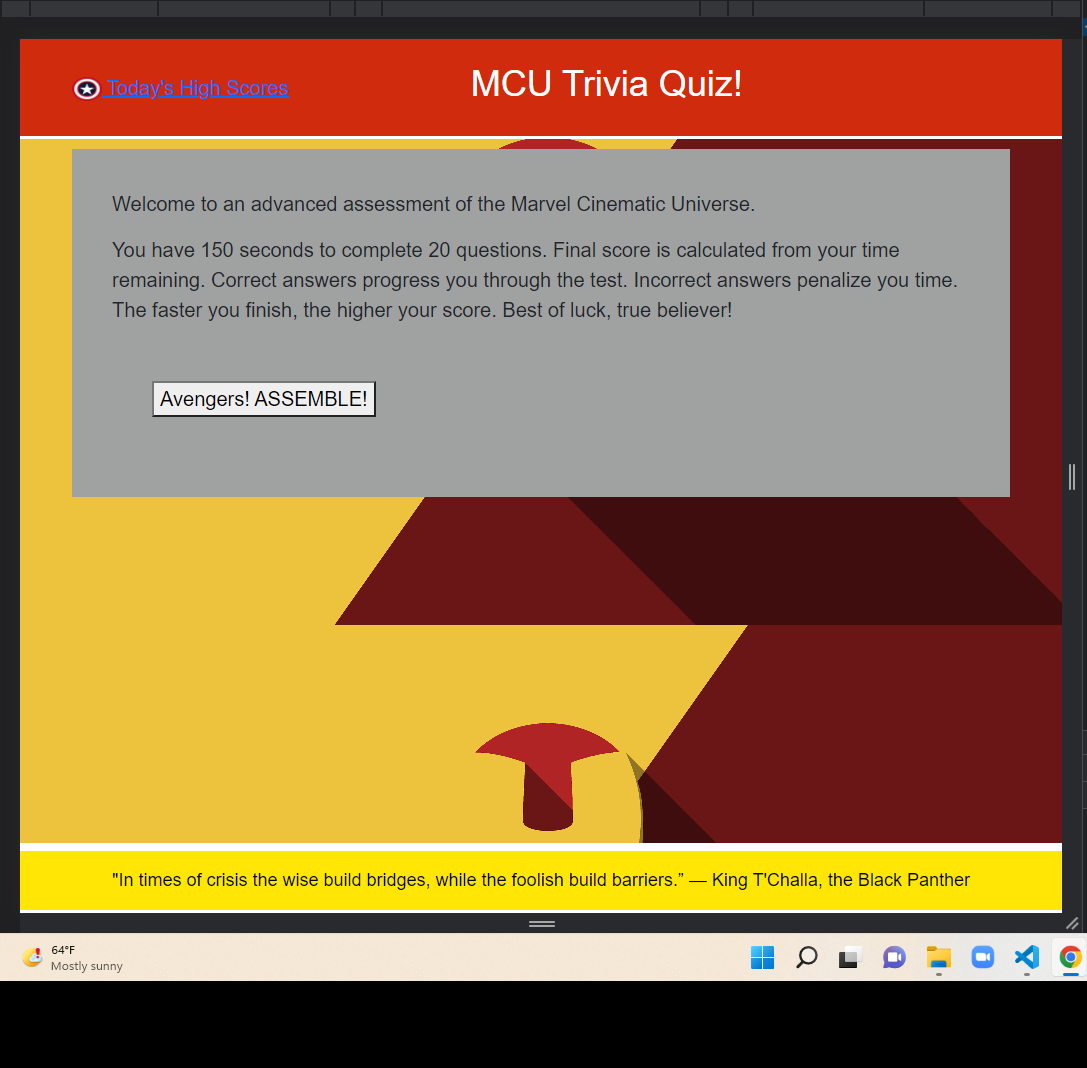 Today's High Scores
MCU Trivia Quiz!
Welcome to an advanced assessment of the Marvel Cinematic Universe.
You have 150 seconds to complete 20 questions. Final score is calculated from your time
remaining. Correct answers progress you through the test. Incorrect answers penalize you time.
The faster you finish, the higher your score. Best of luck, true believer!
Avengers! ASSEMBLE!
"In times of crisis the wise build bridges, while the foolish build barriers.” — King T'Challa, the Black Panther
64°F
Mostly sunny